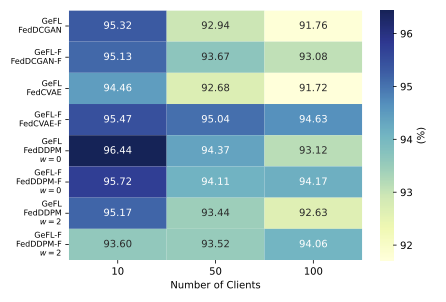 GeFL
FedDCGAN
95.32 92.94 91.76
GeFL-F
FedDCGAN-F
95.13 93.67 93.08
GeFL
FedCVAE
94.46 92.68 91.72
GeFL-F
FedCVAE-F
95.47 95.04 94.63
GeFL
FedDDPM
w = 0
96.44 94.37 93.12
GeFL-F
FedDDPM-F
w = 0
95.72 94.11 94.17
GeFL
FedDDPM
w = 2
95.17 93.44 92.63
GeFL-F
FedDDPM-F
w = 2
93.60 93.52 94.06
10 50 100
Number of Clients
96
95
94
93
92
(%)